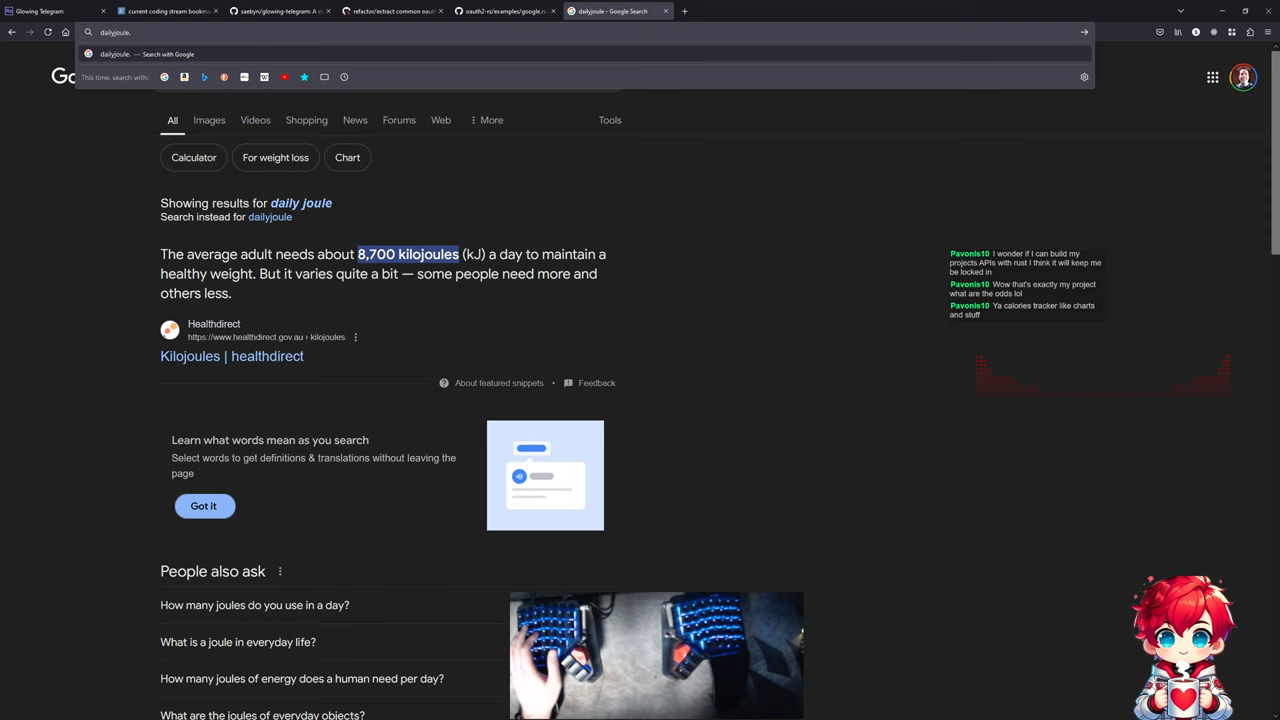 Glowing Telegram
current coding stream bookm
saebyn/glowing-telegram: A st
refactor/extract common oauth
oauth2-rs/examples/google.rs
dailyjoule - Google Search
dailyjoule.
dailyjoule. — Search with Google
This time, search with:
Go
All
Images
Videos
Shopping
News
Forums
Web
More
Tools
Calculator
For weight loss
Chart
Showing results for daily joule
Search instead for dailyjoule
The average adult needs about 8,700 kilojoules (kJ) a day to maintain a
healthy weight. But it varies quite a bit — some people need more and
others less.
Healthdirect
https://www.healthdirect.gov.au › kilojoules
Kilojoules | healthdirect
About featured snippets
Feedback
Learn what words mean as you search
Select words to get definitions & translations without leaving the
page
Got it
People also ask
How many joules do you use in a day?
What is a joule in everyday life?
How many joules of energy does a human need per day?
What are the joules of everyday objects?
Pavonis10 I wonder if I can build my
projects APIs with rust I think it will keep me
be locked in
Pavonis10 Wow that's exactly my project
what are the odds lol
Pavonis10 Ya calories tracker like charts
and stuff